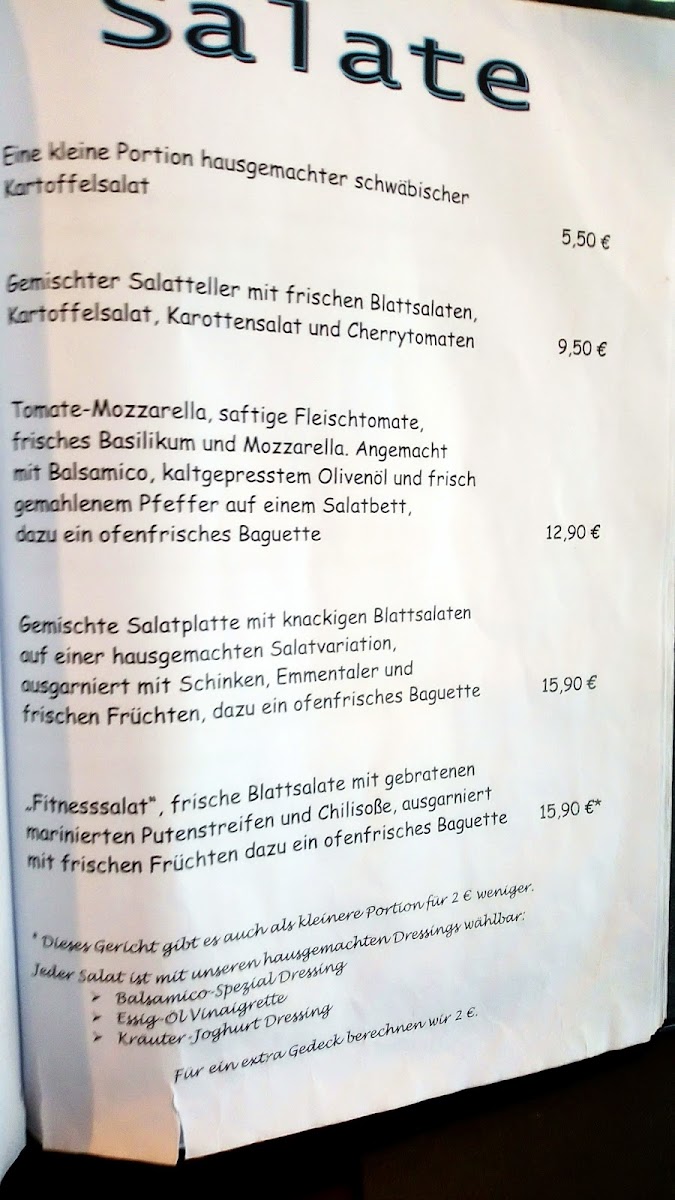 Salate
Eine kleine Portion hausgemachter schwäbischer
Kartoffelsalat
5,50 €
Gemischter Salatteller mit frischen Blattsalaten,
Kartoffelsalat, Karottensalat und Cherrytomaten
9,50 €
Tomate-Mozzarella, saftige Fleischtomate,
frisches Basilikum und Mozzarella. Angemacht
mit Balsamico, kaltgepresstem Olivenöl und frisch
gemahlenem Pfeffer auf einem Salatbett,
dazu ein ofenfrisches Baguette
12,90 €
Gemischte Salatplatte mit knackigen Blattsalaten
auf einer hausgemachten Salatvariation,
ausgarniert mit Schinken, Emmentaler und
frischen Früchten, dazu ein ofenfrisches Baguette
15,90 €
„Fitnesssalat“, frische Blattsalate mit gebratenen
marinierten Putenstreifen und Chilisoße, ausgarniert
mit frischen Früchten dazu ein ofenfrisches Baguette
15,90 €*
* Dieses Gericht gibt es auch als kleinere Portion für 2 € weniger.
Jeder Salat ist mit unseren hausgemachten Dressings wählbar:
➢ Balsamico-Spezial Dressing
➢ Essig-Öl Vinaigrette
➢ Kräuter-Joghurt Dressing
Für ein extra Gedeck berechnen wir 2 €.